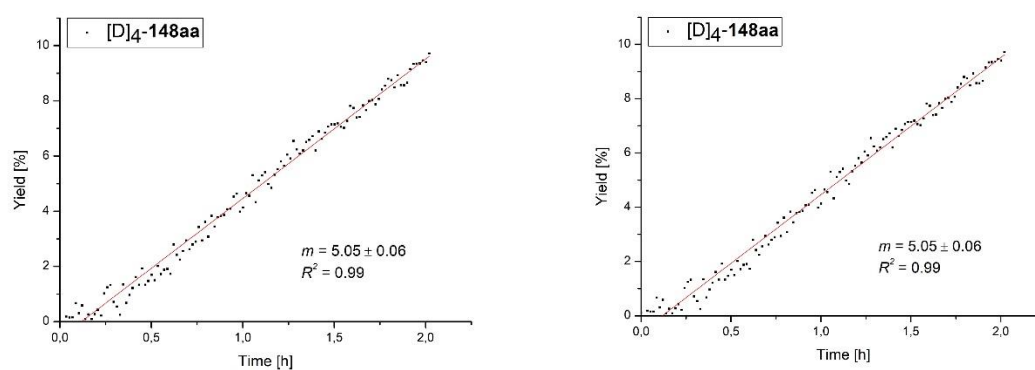 [D]4-148aa
10
8
6
4
2
0
Yield [%]
m = 5.05 ± 0.06
R² = 0.99
0,0 0,5 1,0 1,5 2,0
Time [h]
[D]4-148aa
10
8
6
4
2
0
Yield [%]
m = 5.05 ± 0.06
R² = 0.99
0,0 0,5 1,0 1,5 2,0
Time [h]